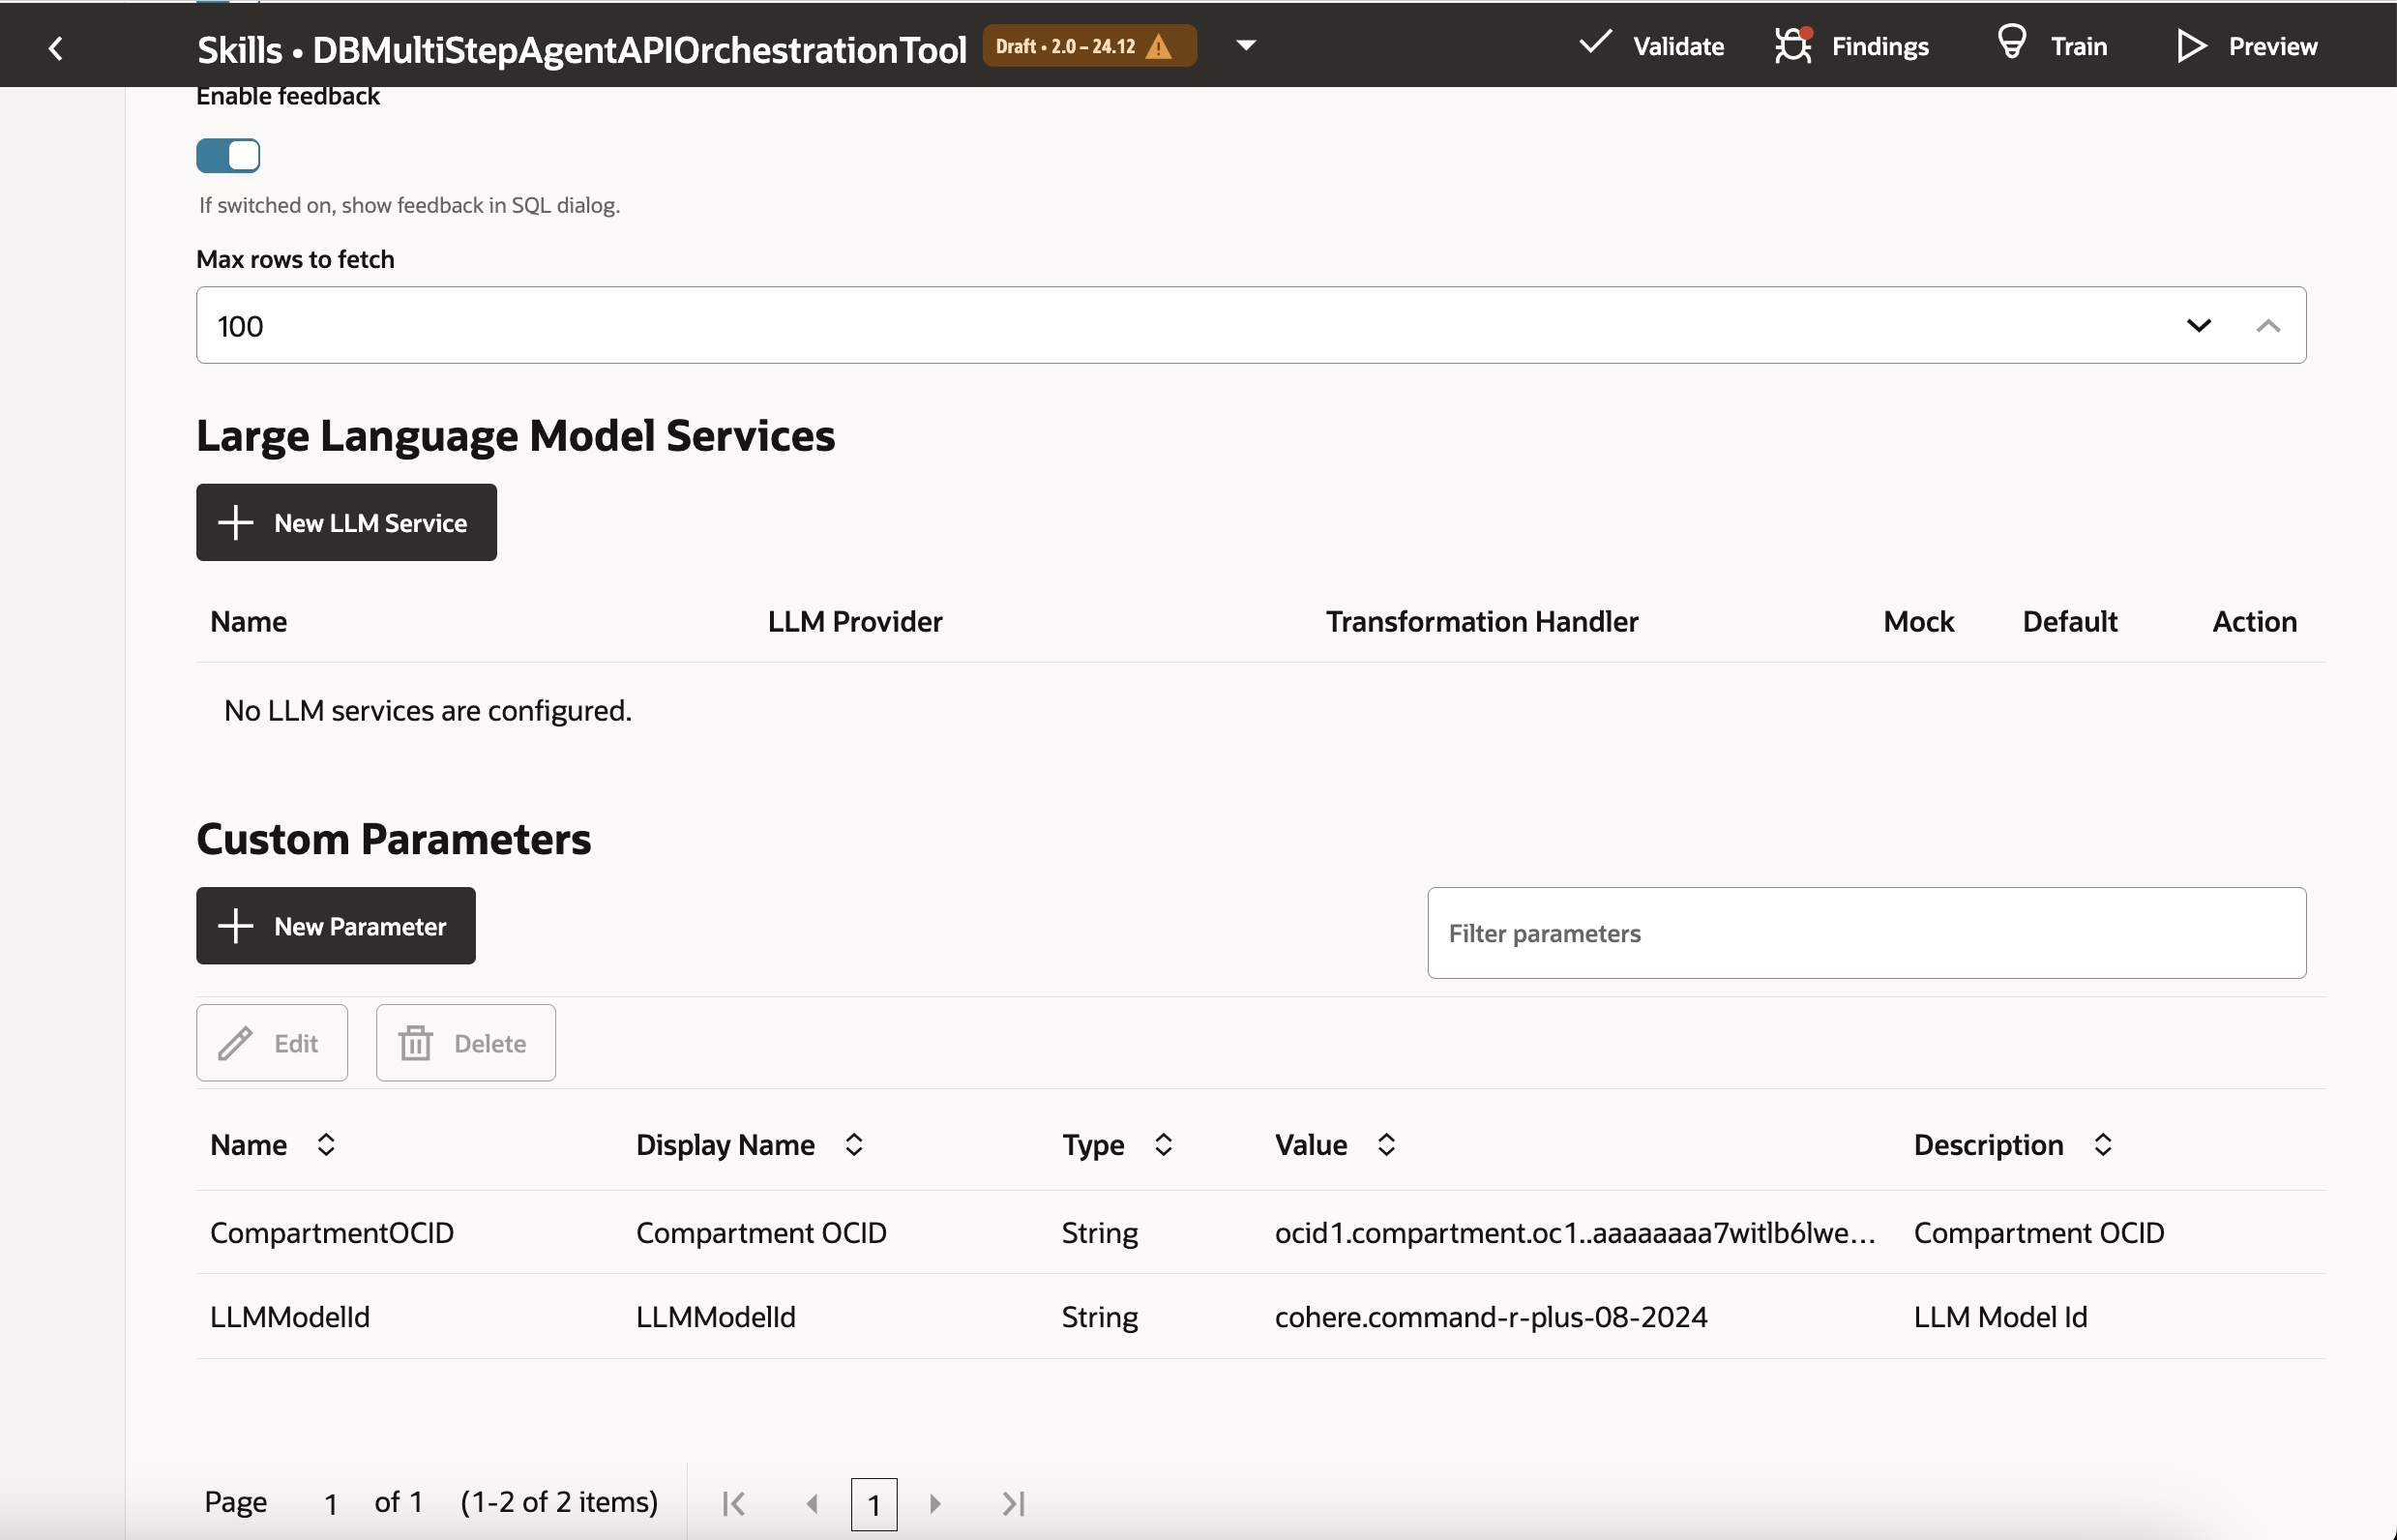 Skills • DBMultiStepAgentAPIOrchestrationTool Draft • 2.0 – 24.12 Validate Findings Train Preview
Enable feedback
If switched on, show feedback in SQL dialog.
Max rows to fetch
100
Large Language Model Services
New LLM Service
Name LLM Provider Transformation Handler Mock Default Action
No LLM services are configured.
Custom Parameters
New Parameter Filter parameters
Edit Delete
Name Display Name Type Value Description
CompartmentOCID Compartment OCID String ocid1.compartment.oc1..aaaaaaaa7witlb6lwe... Compartment OCID
LLMModelId LLMModelId String cohere.command-r-plus-08-2024 LLM Model Id
Page 1 of 1 (1-2 of 2 items) 1